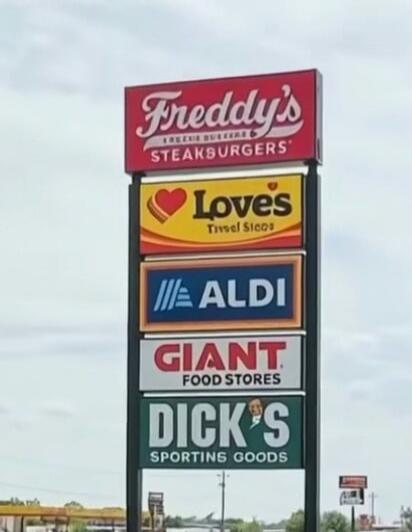 Freddy's
STEAKBURGERS
Love's
ALDI
GIANT
FOOD STORES
DICK'S
SPORTING GOODS